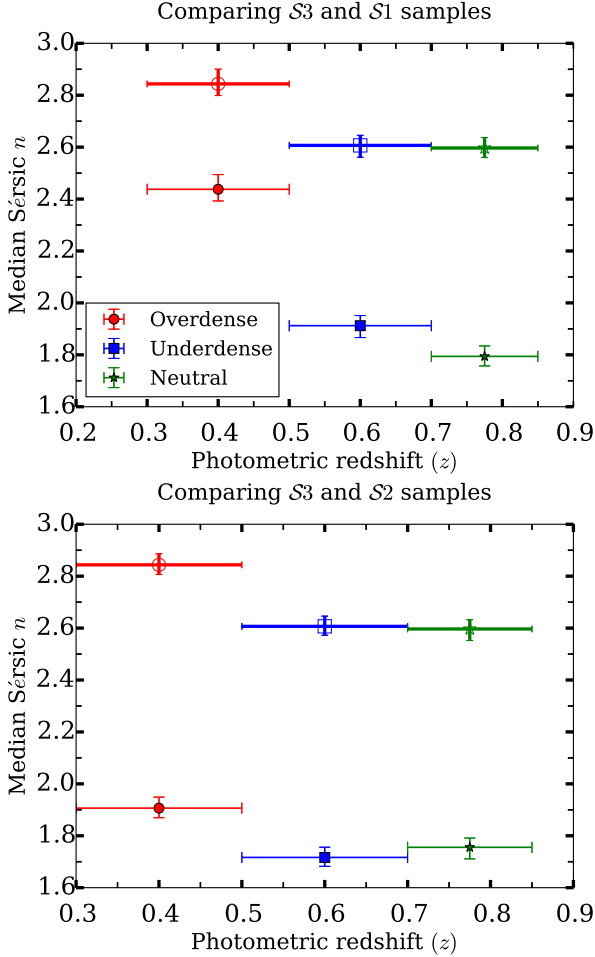 Comparing 𝒮3 and 𝒮1 samples
3.0
2.8
2.6
2.4
2.2
2.0
1.8
1.6
Median Sérsic n
Overdense
Underdense
Neutral
0.2 0.3 0.4 0.5 0.6 0.7 0.8 0.9
Photometric redshift (z)
Comparing 𝒮3 and 𝒮2 samples
3.0
2.8
2.6
2.4
2.2
2.0
1.8
1.6
Median Sérsic n
0.3 0.4 0.5 0.6 0.7 0.8 0.9
Photometric redshift (z)